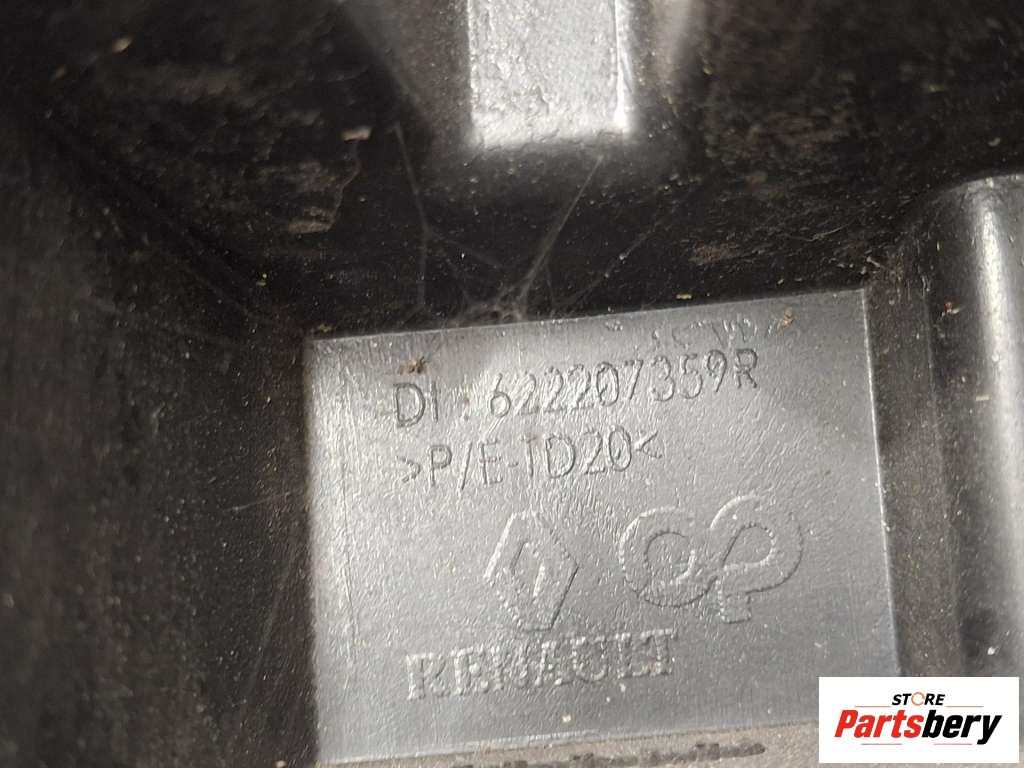 DI : 622207359R
>P/E-TD20<
RENAULT
STORE
Partsbery